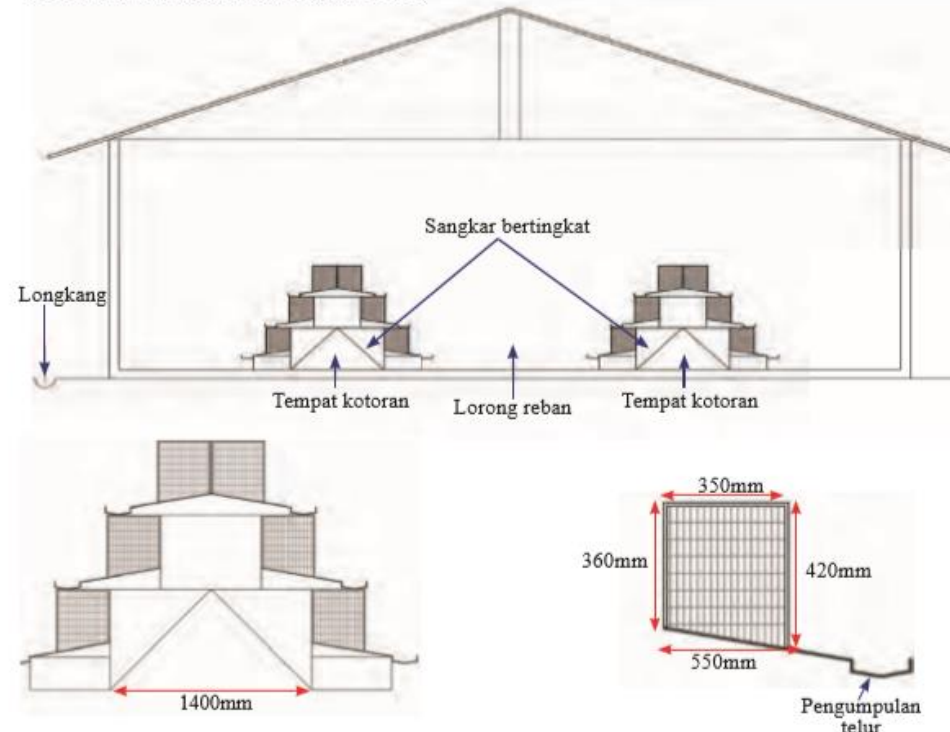 Sangkar bertingkat
Longkang
Tempat kotoran
Lorong reban
Tempat kotoran
350mm
360mm
420mm
550mm
1400mm
Pengumpulan
telur